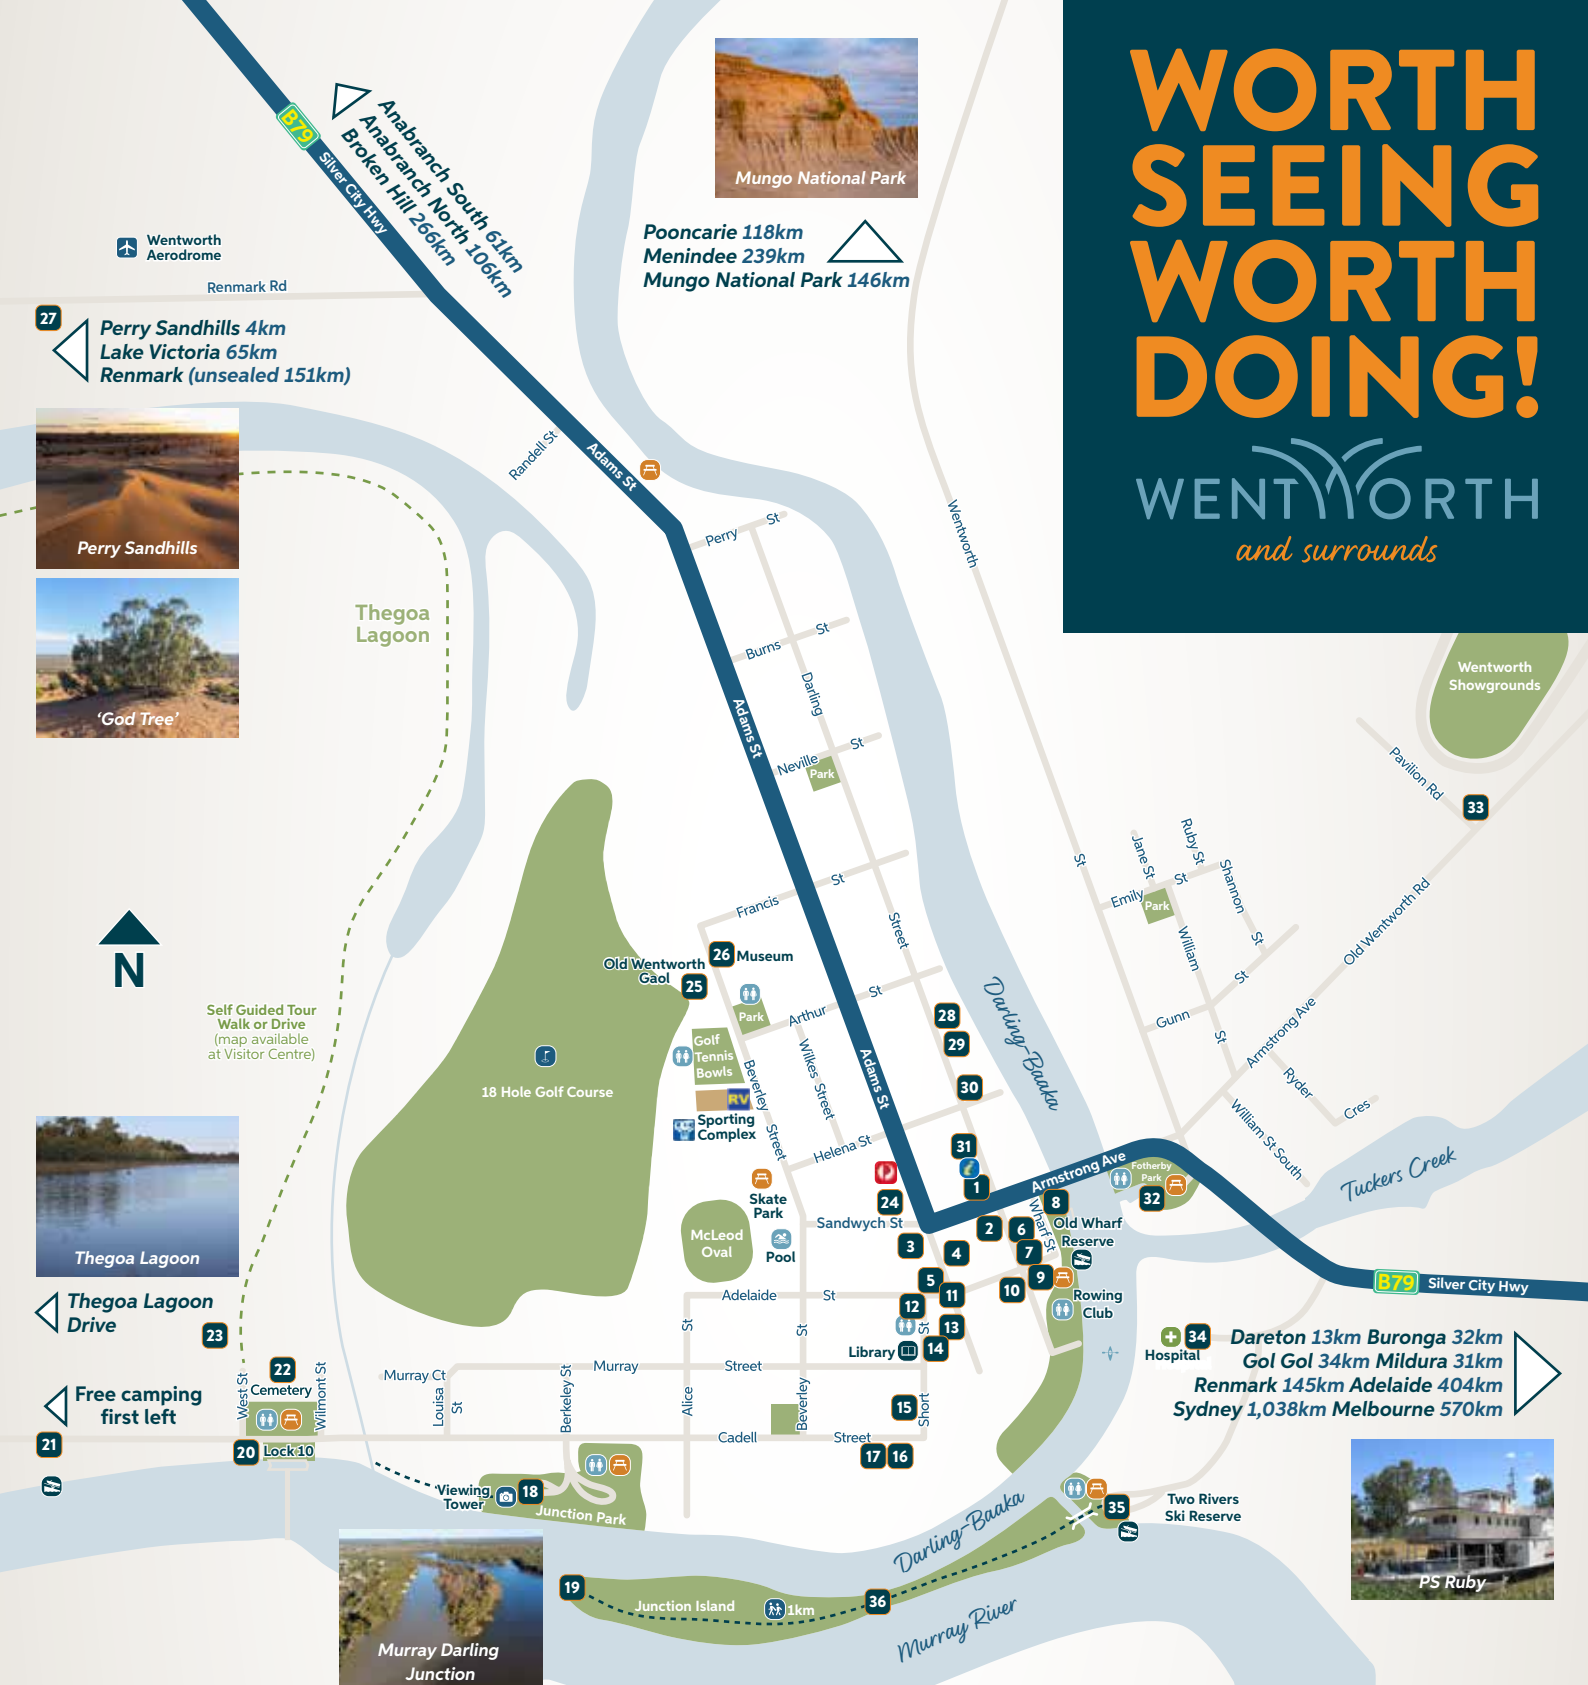 WORTH
SEEING
WORTH
DOING!
WENTWORTH
and surrounds
B79
Silver City Hwy
Anabranch South 61km
Anabranch North 106km
Broken Hill 266km
Mungo National Park
Pooncarie 118km
Menindee 239km
Mungo National Park 146km
Wentworth
Aerodrome
Renmark Rd
27
Perry Sandhills 4km
Lake Victoria 65km
Renmark (unsealed 151km)
Perry Sandhills
'God Tree'
Thegoa
Lagoon
Randell St
Adams St
Perry St
Burns St
Darling
Adams St
Neville St
Park
Wentworth
St
Wentworth
Showgrounds
Pavilion Rd
33
Jane St
Ruby St
Shannon
St
Emily St
Park
William
St
Gunn St
Old Wentworth Rd
Armstrong Ave
Ryder
Cres
William St South
Tuckers Creek
Francis St
Street
26 Museum
Old Wentworth
Gaol
25
Park
Arthur St
Golf
Tennis
Bowls
RV
Sporting
Complex
Beverley
Street
Wilkes Street
Adams St
Helena St
28
29
30
31
Darling-Baaka
N
Self Guided Tour
Walk or Drive
(map available
at Visitor Centre)
18 Hole Golf Course
Thegoa Lagoon
Thegoa Lagoon
Drive
23
Skate
Park
McLeod
Oval
Pool
24
Sandwych St
1
Armstrong Ave
Fotherby
Park
32
2
3
4
5
6
7
8
9
10
11
12
13
14
Wharf St
Old Wharf
Reserve
Rowing
Club
B79
Silver City Hwy
Adelaide St
St
St
St
Library
34
Hospital
Dareton 13km Buronga 32km
Gol Gol 34km Mildura 31km
Renmark 145km Adelaide 404km
Sydney 1,038km Melbourne 570km
22
Cemetery
West St
Wilmont St
Murray Ct
Murray Street
Louisa
St
Berkeley St
Alice
Beverley
Short
15
Free camping
first left
21
20
Lock 10
Cadell Street
17
16
Viewing
Tower
18
Junction Park
Murray Darling
Junction
19
Junction Island
1km
36
Darling-Baaka
Murray River
35
Two Rivers
Ski Reserve
PS Ruby